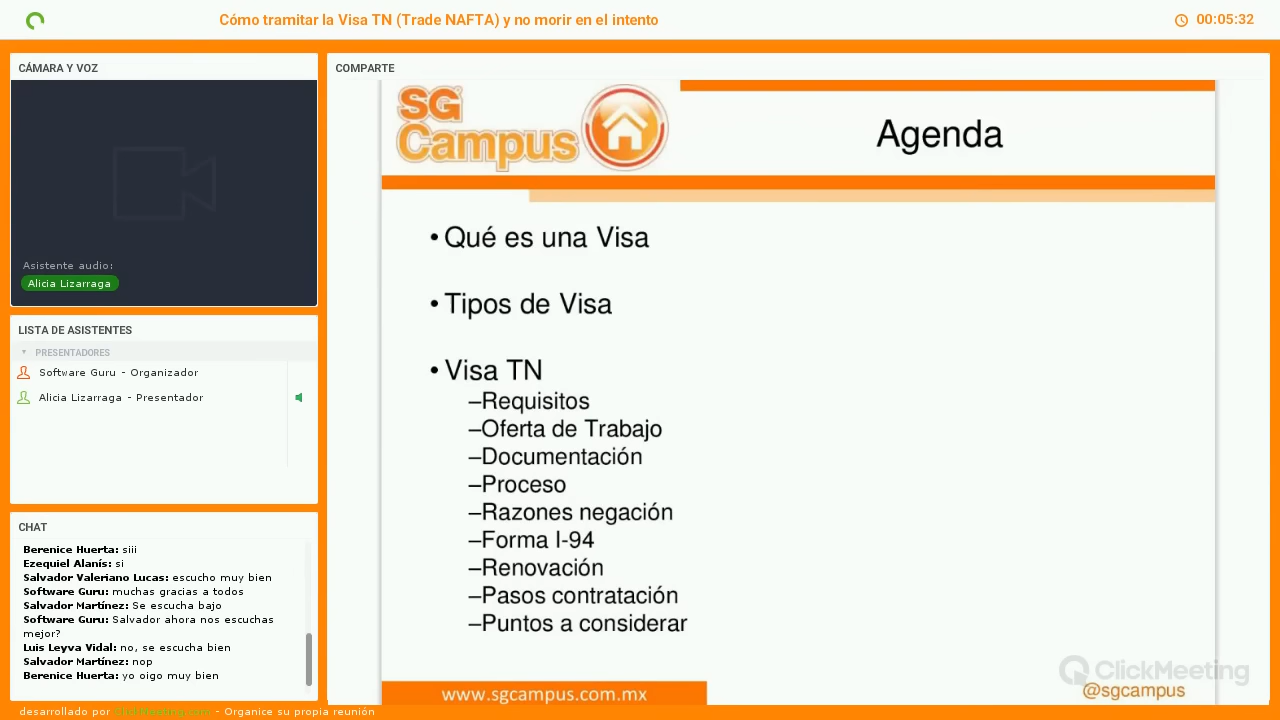 Cómo tramitar la Visa TN (Trade NAFTA) y no morir en el intento
00:05:32
CÁMARA Y VOZ
Asistente audio:
Alicia Lizarraga
LISTA DE ASISTENTES
PRESENTADORES
Software Guru - Organizador
Alicia Lizarraga - Presentador
CHAT
Berenice Huerta: siii
Ezequiel Alanís: si
Salvador Valeriano Lucas: escucho muy bien
Software Guru: muchas gracias a todos
Salvador Martínez: Se escucha bajo
Software Guru: Salvador ahora nos escuchas
mejor?
Luis Leyva Vidal: no, se escucha bien
Salvador Martínez: nop
Berenice Huerta: yo oigo muy bien
desarrollado por ClickMeeting.com - Organice su propia reunión
COMPARTE
SG
Campus
Agenda
• Qué es una Visa
• Tipos de Visa
• Visa TN
–Requisitos
–Oferta de Trabajo
–Documentación
–Proceso
–Razones negación
–Forma I-94
–Renovación
–Pasos contratación
–Puntos a considerar
www.sgcampus.com.mx
ClickMeeting
@sgcampus